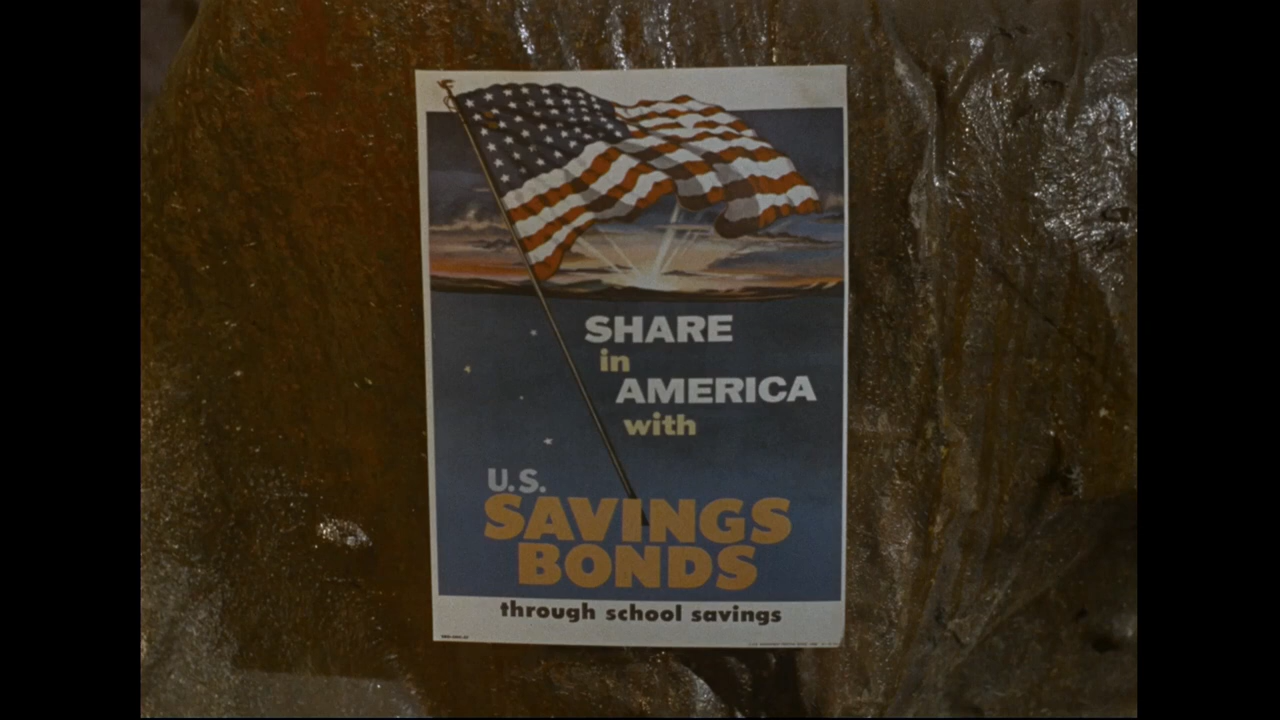 SHARE
in
AMERICA
with
U.S.
SAVINGS
BONDS
through school savings